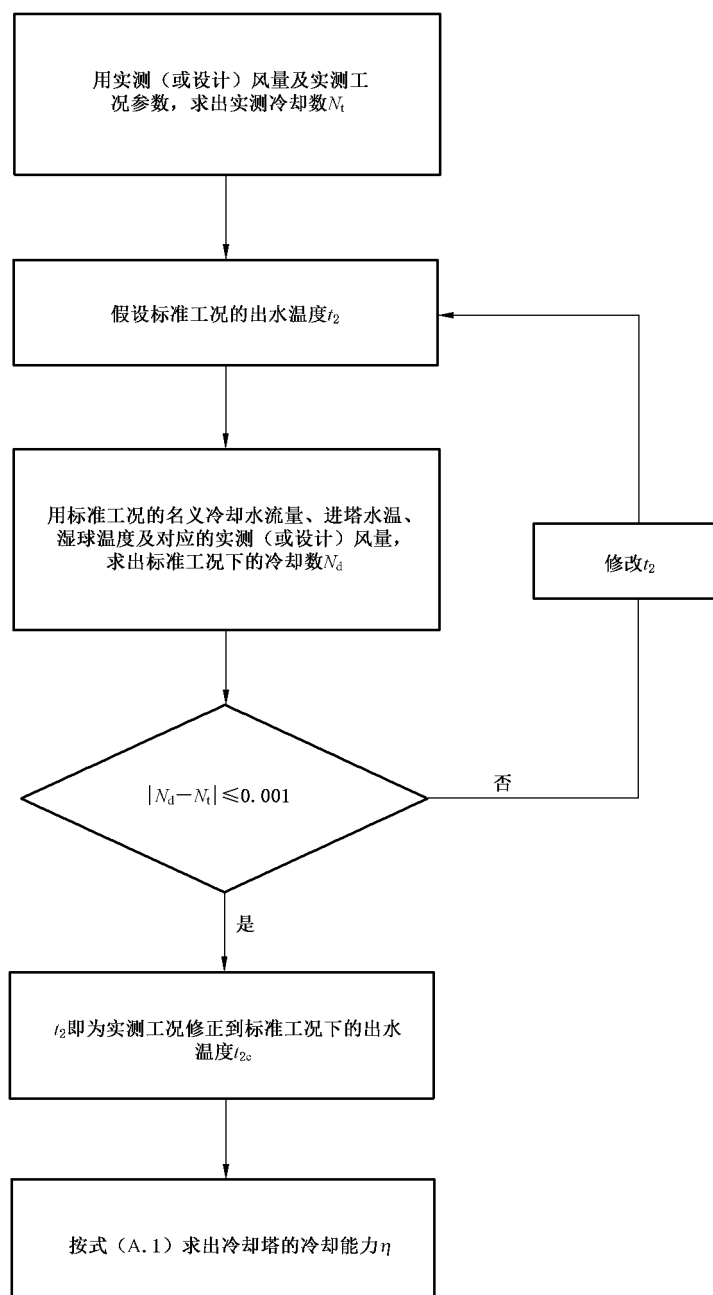 用实测（或设计）风量及实测工
况参数，求出实测冷却数Nt
假设标准工况的出水温度t2
用标准工况的名义冷却水流量、进塔水温、
湿球温度及对应的实测（或设计）风量，
求出标准工况下的冷却数Nd
修改t2
|Nd−Nt|≤0.001
否
是
t2即为实测工况修正到标准工况下的出水
温度t2c
按式（A.1）求出冷却塔的冷却能力η